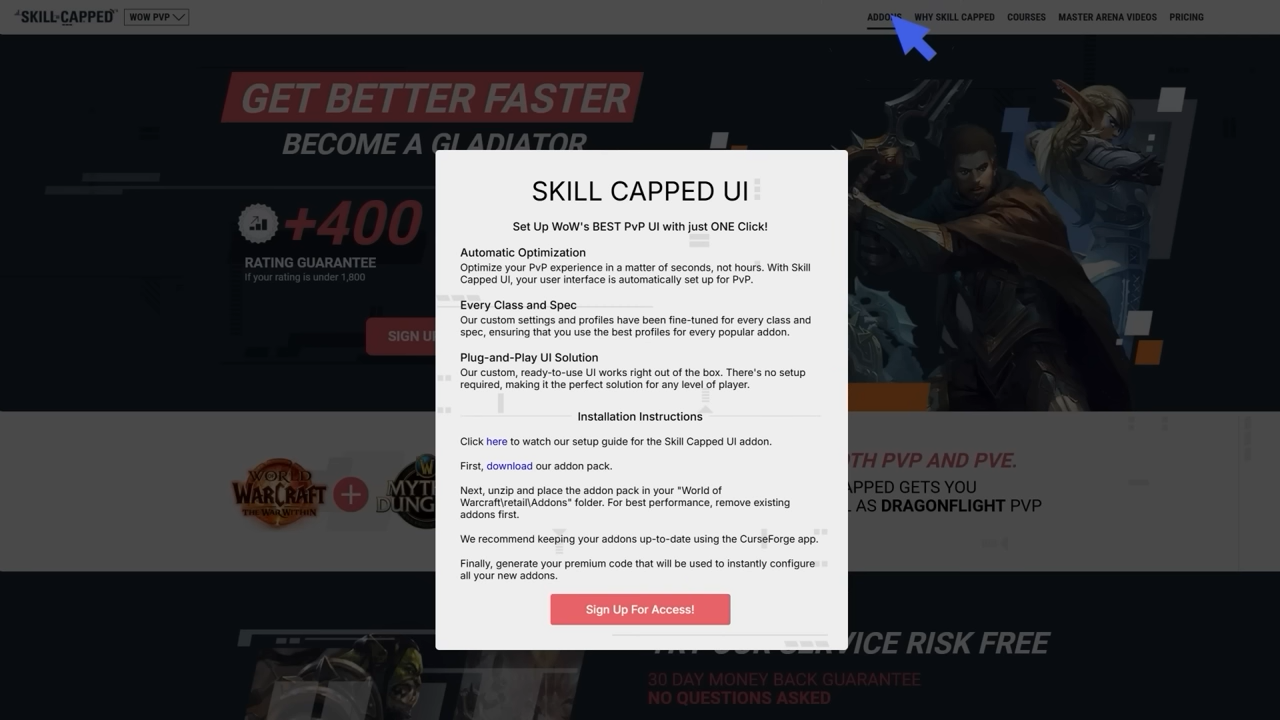 SKILL-CAPPED
WOW PVP
ADDONS
WHY SKILL CAPPED
COURSES
MASTER ARENA VIDEOS
PRICING
GET BETTER FASTER
BECOME A GLADIATOR
+400
RATING GUARANTEE
If your rating is under 1,800
SKILL CAPPED UI
Set Up WoW's BEST PvP UI with just ONE Click!
Automatic Optimization
Optimize your PvP experience in a matter of seconds, not hours. With Skill
Capped UI, your user interface is automatically set up for PvP.
Every Class and Spec
Our custom settings and profiles have been fine-tuned for every class and
spec, ensuring that you use the best profiles for every popular addon.
Plug-and-Play UI Solution
Our custom, ready-to-use UI works right out of the box. There's no setup
required, making it the perfect solution for any level of player.
Installation Instructions
Click here to watch our setup guide for the Skill Capped UI addon.
First, download our addon pack.
Next, unzip and place the addon pack in your "World of
Warcraft\retail\Addons" folder. For best performance, remove existing
addons first.
We recommend keeping your addons up-to-date using the CurseForge app.
Finally, generate your premium code that will be used to instantly configure
all your new addons.
Sign Up For Access!
SIGN U
WORLD
WARCRAFT
THE WAR WITHIN
MYTH
DUNG
OTH PVP AND PVE.
APPED GETS YOU
AS DRAGONFLIGHT PVP
TRY OUR SERVICE RISK FREE
30 DAY MONEY BACK GUARANTEE
NO QUESTIONS ASKED